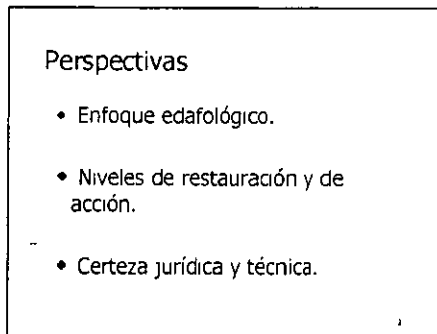 Perspectivas
• Enfoque edafológico.
• Niveles de restauración y de
acción.
• Certeza jurídica y técnica.